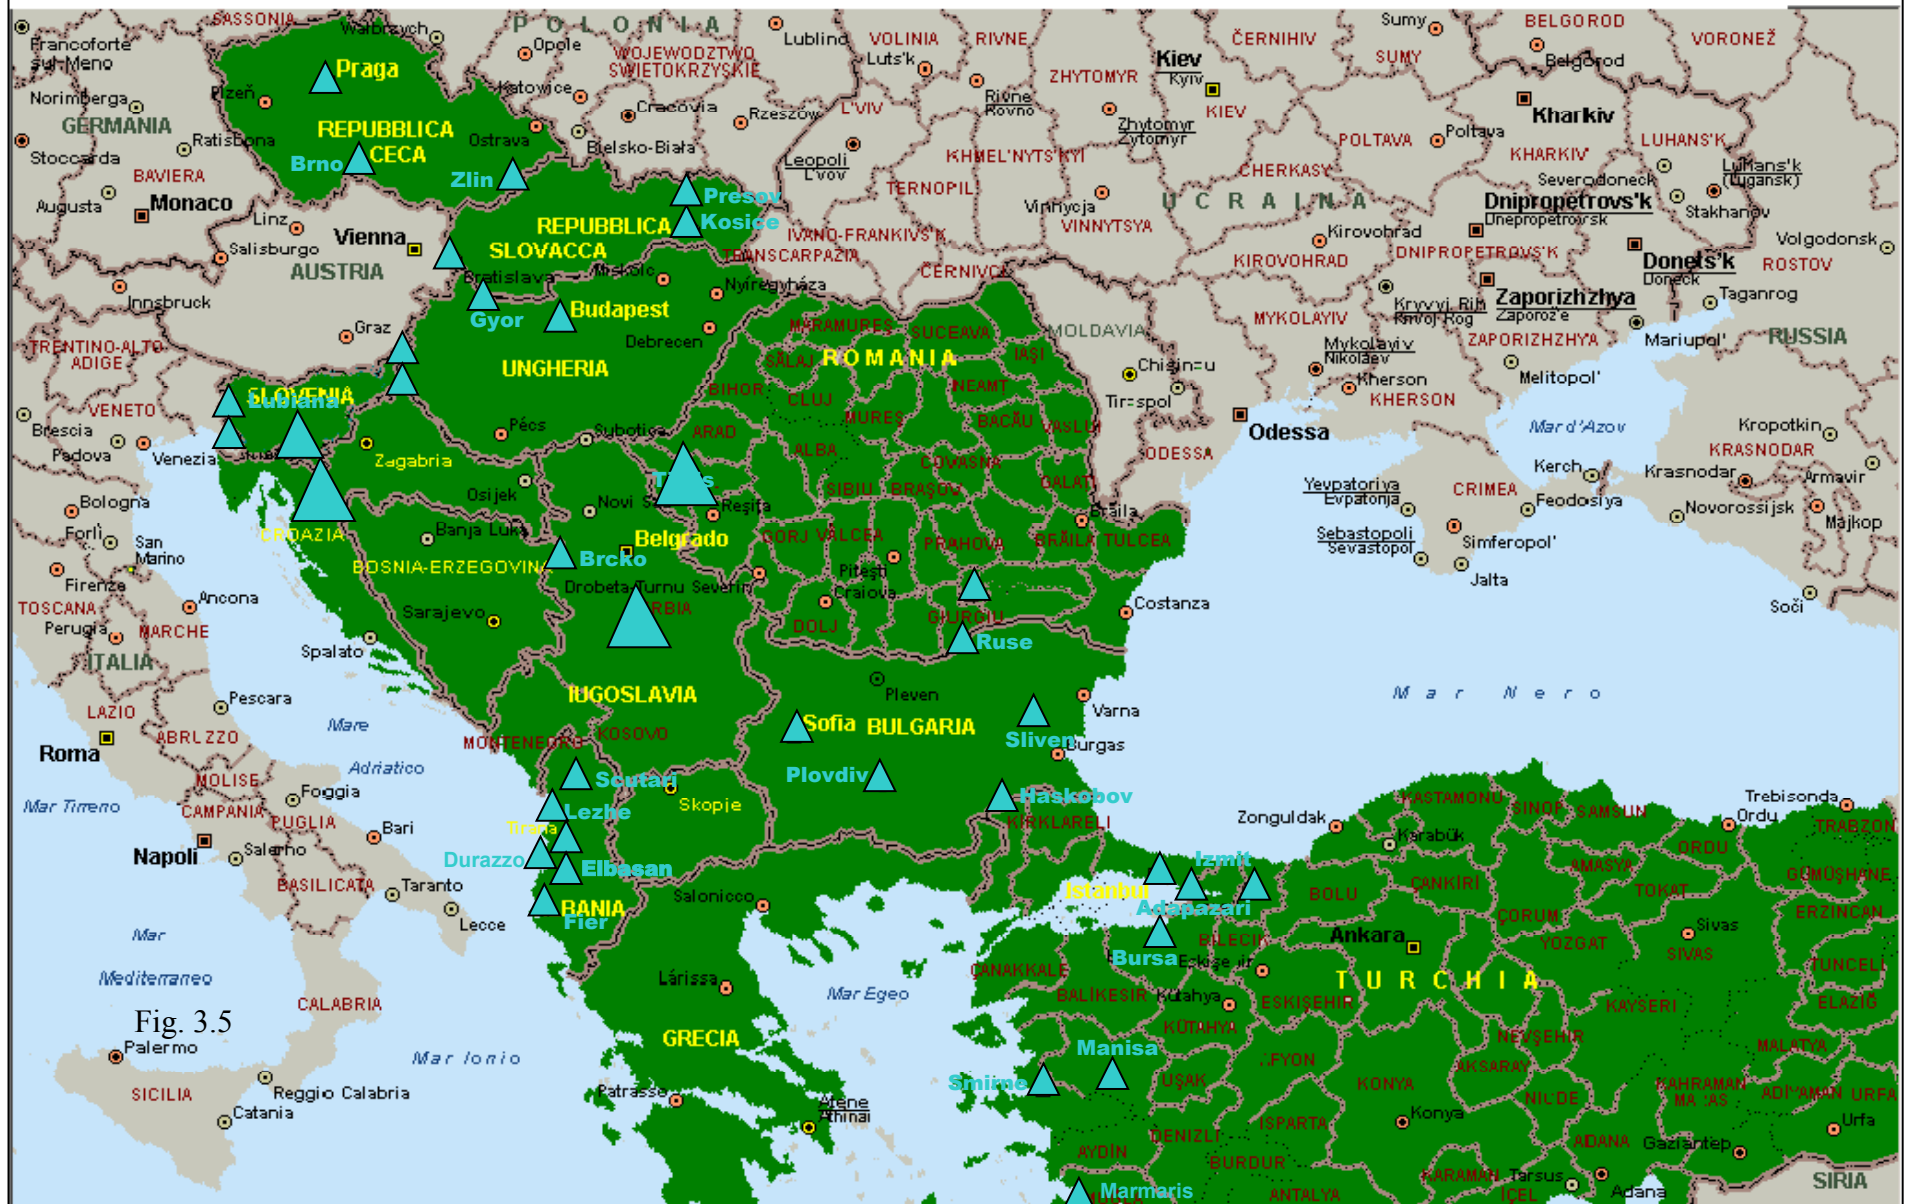 SASSONIA
POLONIA
Wałbrzych
Opole
Lublino
VOLINIA
RIVNE
Sumy
ČERNIHIV
BELGOROD
VORONEŽ
Francoforte
sul-Meno
WOJEWODZTWO
SWIETOKRZYSKIE
Luts'k
ZHYTOMYR
Kiev
Kyiv
SUMY
Belgorod
Praga
Plzeň
Katowice
Norimberga
GERMANIA
Cracovia
Rzeszów
L'VIV
Rivne
Rovno
KIEV
Kharkiv
Ratisbona
REPUBBLICA
CECA
Ostrava
Bielsko-Biała
Zhytomyr
Zytomyr
POLTAVA
Poltava
LUHANS'K
Stoccarda
BAVIERA
Brno
Zlin
Leopoli
L'vov
KHMEL'NYTS'KYI
CHERKASY
KHARKIV'
Luhans'k
(Lugansk)
Severodoneck
Augusta
Monaco
Presov
TERNOPIL'
Vinnycja
UCRAINA
Dnipropetrovs'k
Dnepropetrovsk
Stakhanov
Linz
Vienna
REPUBBLICA
SLOVACCA
Kosice
IVANO-FRANKIVS'K
VINNYTSYA
Kirovohrad
Volgodonsk
Salisburgo
AUSTRIA
TRANSCARPAZIA
ČERNIVCI
KIROVOHRAD
DNIPROPETROVS'K
Donets'k
Doneck
ROSTOV
Innsbruck
Bratislava
Miskolc
Nyíregyháza
Kryvyj Rih
Krivoj Rog
Zaporizhzhya
Zaporož'e
Taganrog
Graz
Gyor
Budapest
Debrecen
MARAMURES
SUCEAVA
MOLDAVIA
MYKOLAYIV
Mykolayiv
Nikolaev
ZAPORIZHZHYA
Mariupol'
RUSSIA
TRENTINO-ALTO
ADIGE
UNGHERIA
SĂLAJ
ROMANIA
IAŞI
Melitopol'
SLOVENIA
Lubiana
BIHOR
CLUJ
NEAMŢ
Kherson
KHERSON
VENETO
Brescia
Padova
Venezia
Pécs
Subotica
ARAD
MUREŞ
BACĂU
VASLUI
Odessa
Mar d'Azov
Kropotkin
Zagabria
ALBA
COVASNA
ODESSA
Kerch
Krasnodar
KRASNODAR
Armavir
Bologna
Osijek
SIBIU
BRAŞOV
GALAŢI
Yevpatoriya
Evpatorija
CRIMEA
Feodosiya
Novorossijsk
Majkop
Forlì
San
Marino
CROAZIA
Banja Luka
Reşiţa
Brăila
Sebastopoli
Sevastopol
Simferopol'
Jalta
Firenze
BOSNIA-ERZEGOVINA
Brcko
Belgrado
GORJ
VÂLCEA
PRAHOVA
BRĂILA
TULCEA
TOSCANA
Ancona
Drobeta-Turnu Severin
Piteşti
Craiova
Costanza
Soči
Perugia
MARCHE
Sarajevo
DOLJ
GIURGIU
ITALIA
Spalato
Ruse
Pescara
IUGOSLAVIA
Pleven
Mar Nero
LAZIO
Mare
Adriatico
Varna
Roma
ABRUZZO
MONTENEGRO
KOSOVO
Sofia
BULGARIA
Sliven
Burgas
MOLISE
Foggia
Scutari
Plovdiv
Haskobov
Mar Tirreno
CAMPANIA
PUGLIA
Lezhe
Skopje
KIRKLARELI
Zonguldak
KASTAMONU
SINOP
SAMSUN
Trebisonda
Napoli
Salerno
Bari
Tirana
Karabük
Ordu
TRABZON
Durazzo
Elbasan
Izmit
AMASYA
ORDU
BASILICATA
Taranto
Lecce
Fier
Salonicco
Istanbul
Adapazari
BOLU
ÇANKIRI
TOKAT
GÜMÜŞHANE
ÇORUM
ERZINCAN
Mar
Mediterraneo
Bursa
BILECIK
Ankara
YOZGAT
Sivas
SIVAS
TUNCELI
CALABRIA
Lárissa
Mar Egeo
ÇANAKKALE
BALİKESIR
Kütahya
ESKIŞEHIR
TURCHIA
KAYSERI
ELAZIĞ
Fig. 3.5
Palermo
Mar Ionio
GRECIA
KÜTAHYA
NEVŞEHIR
MALATYA
Manisa
Smirne
UŞAK
KONYA
AKSARAY
SICILIA
Reggio Calabria
Catania
Patrasse
Atene
Athinai
ISPARTA
Konya
URFA
Urfa
AYDİN
DENIZLI
BURDUR
ADANA
Gaziantep
Marmaris
ANTALYA
KARAMAN
İÇEL
Tarsus
Adana
SIRIA